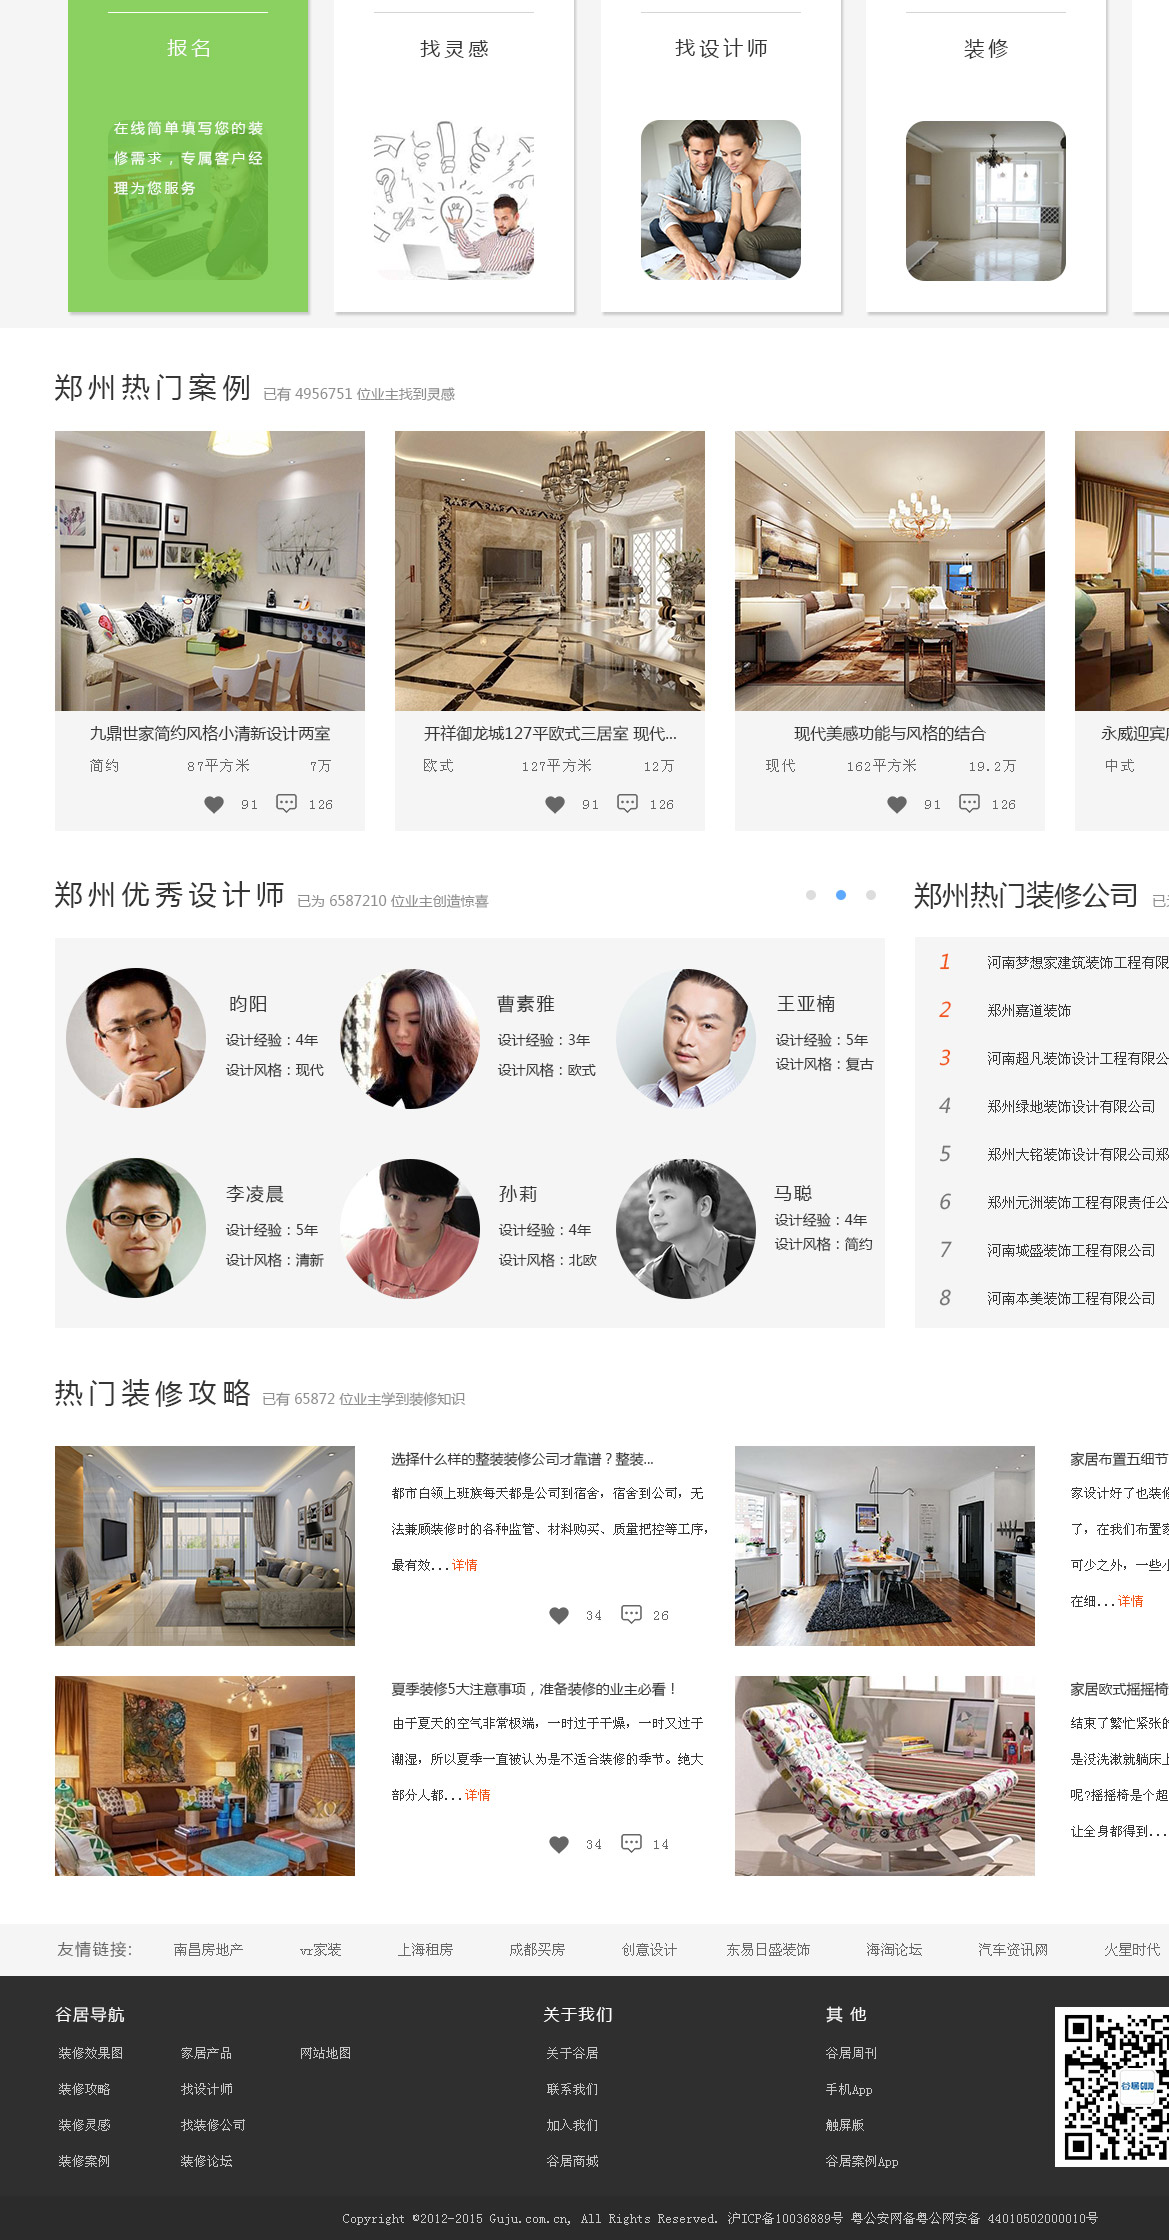 报名
找灵感
找设计师
装修
在线简单填写您的装
修需求，专属客户经
理为您服务
郑州热门案例 已有 4956751 位业主找到灵感
九鼎世家简约风格小清新设计两室
简约 87平方米 7万
91 126
开祥御龙城127平欧式三居室 现代...
欧式 127平方米 12万
91 126
现代美感功能与风格的结合
现代 162平方米 19.2万
91 126
永威迎宾
中式
郑州优秀设计师 已为 6587210 位业主创造惊喜
昀阳
设计经验：4年
设计风格：现代
曹素雅
设计经验：3年
设计风格：欧式
王亚楠
设计经验：5年
设计风格：复古
李凌晨
设计经验：5年
设计风格：清新
孙莉
设计经验：4年
设计风格：北欧
马聪
设计经验：4年
设计风格：简约
郑州热门装修公司 已
1 河南梦想家建筑装饰工程有限
2 郑州嘉道装饰
3 河南超凡装饰设计工程有限公
4 郑州绿地装饰设计有限公司
5 郑州大铭装饰设计有限公司郑
6 郑州元洲装饰工程有限责任公
7 河南城盛装饰工程有限公司
8 河南本美装饰工程有限公司
热门装修攻略 已有 65872 位业主学到装修知识
选择什么样的整装装修公司才靠谱？整装...
都市白领上班族每天都是公司到宿舍，宿舍到公司，无
法兼顾装修时的各种监管、材料购买、质量把控等工序，
最有效...详情
34 26
家居布置五细节
家设计好了也装修
了，在我们布置家
可少之外，一些小
在细...详情
夏季装修5大注意事项，准备装修的业主必看！
由于夏天的空气非常极端，一时过于干燥，一时又过于
潮湿，所以夏季一直被认为是不适合装修的季节。绝大
部分人都...详情
34 14
家居欧式摇摇椅
结束了繁忙紧张的
是没洗漱就躺床上
呢?摇摇椅是个超
让全身都得到...
友情链接: 南昌房地产 vr家装 上海租房 成都买房 创意设计 东易日盛装饰 海淘论坛 汽车资讯网 火星时代
谷居导航
装修效果图 家居产品 网站地图
装修攻略 找设计师
装修灵感 找装修公司
装修案例 装修论坛
关于我们
关于谷居
联系我们
加入我们
谷居商城
其 他
谷居周刊
手机App
触屏版
谷居案例App
谷居创即
Copyright ©2012-2015 Guju.com.cn, All Rights Reserved. 沪ICP备10036889号 粤公安网备粤公网安备 44010502000010号